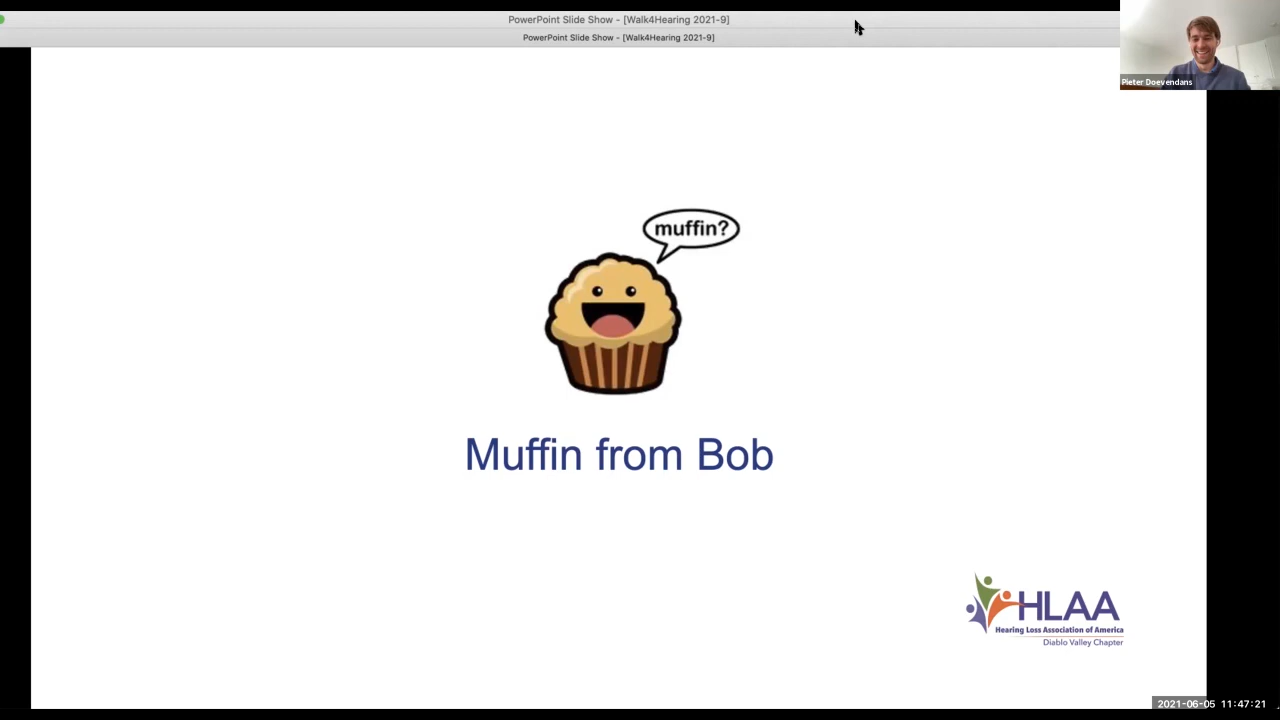 PowerPoint Slide Show - [Walk4Hearing 2021-9]
PowerPoint Slide Show - [Walk4Hearing 2021-9]
Pieter Doevendans
muffin?
Muffin from Bob
HLAA
Hearing Loss Association of America
Diablo Valley Chapter
2021-06-05 11:47:21